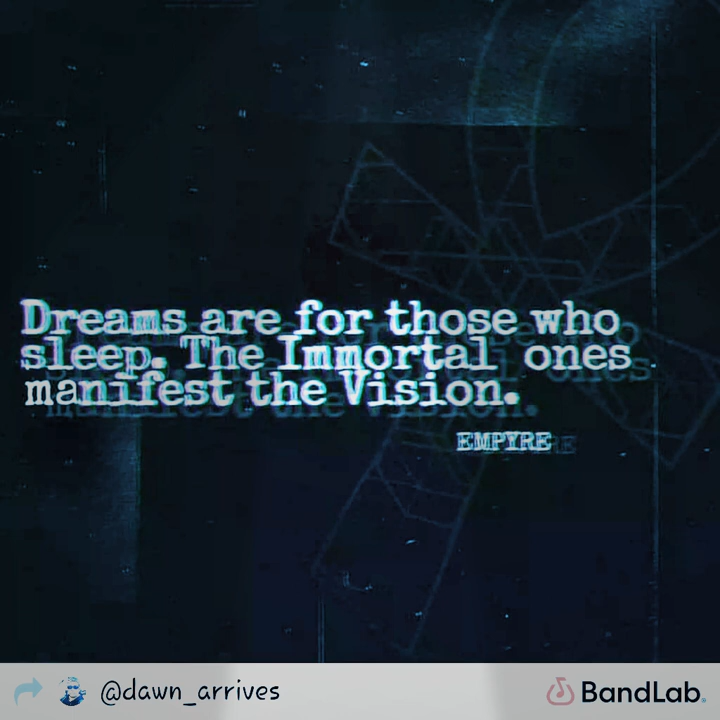 Dreams are for those who
sleep. The Immortal ones
manifest the Vision.
EMPYRE
@dawn_arrives
BandLab